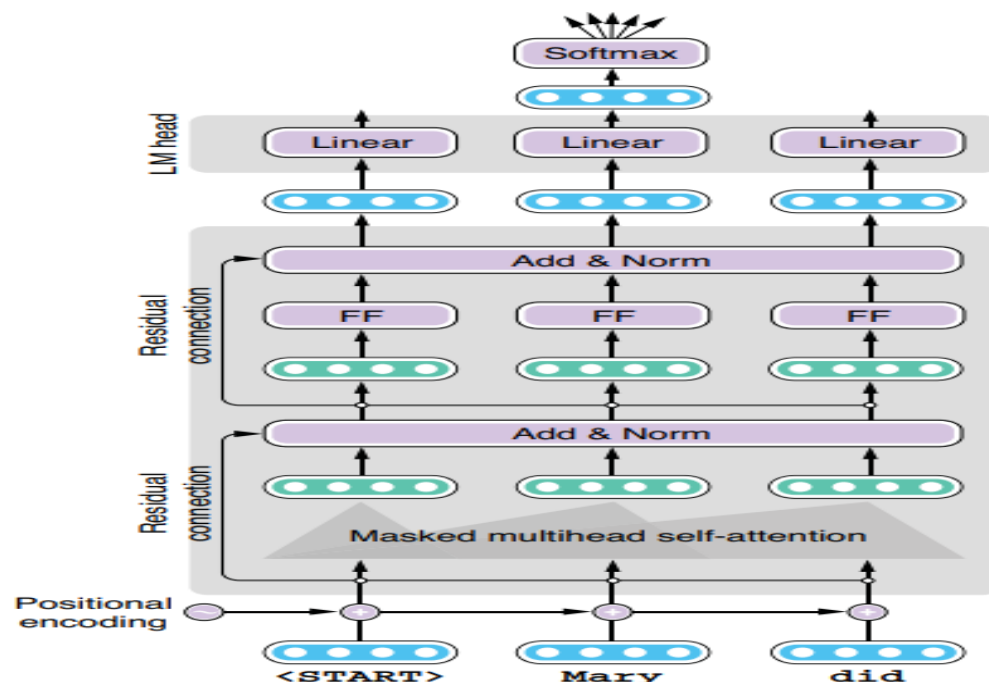 Softmax
LM head
Linear Linear Linear
Add & Norm
Residual
connection
FF FF FF
Add & Norm
Residual
connection
Masked multihead self-attention
Positional
encoding
~ + + +
<START> Mary did